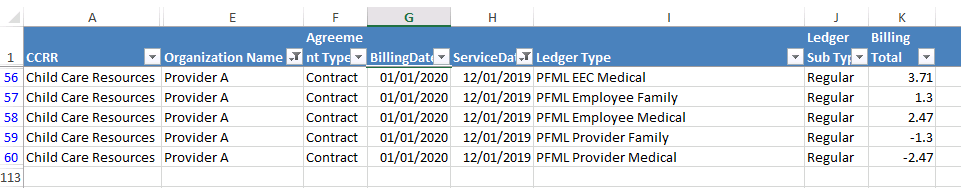 A E F G H I J K
Agreeme Ledger Billing
1 CCRR Organization Name nt Type BillingDate ServiceDat Ledger Type Sub Typ Total
56 Child Care Resources Provider A Contract 01/01/2020 12/01/2019 PFML EEC Medical Regular 3.71
57 Child Care Resources Provider A Contract 01/01/2020 12/01/2019 PFML Employee Family Regular 1.3
58 Child Care Resources Provider A Contract 01/01/2020 12/01/2019 PFML Employee Medical Regular 2.47
59 Child Care Resources Provider A Contract 01/01/2020 12/01/2019 PFML Provider Family Regular -1.3
60 Child Care Resources Provider A Contract 01/01/2020 12/01/2019 PFML Provider Medical Regular -2.47
113